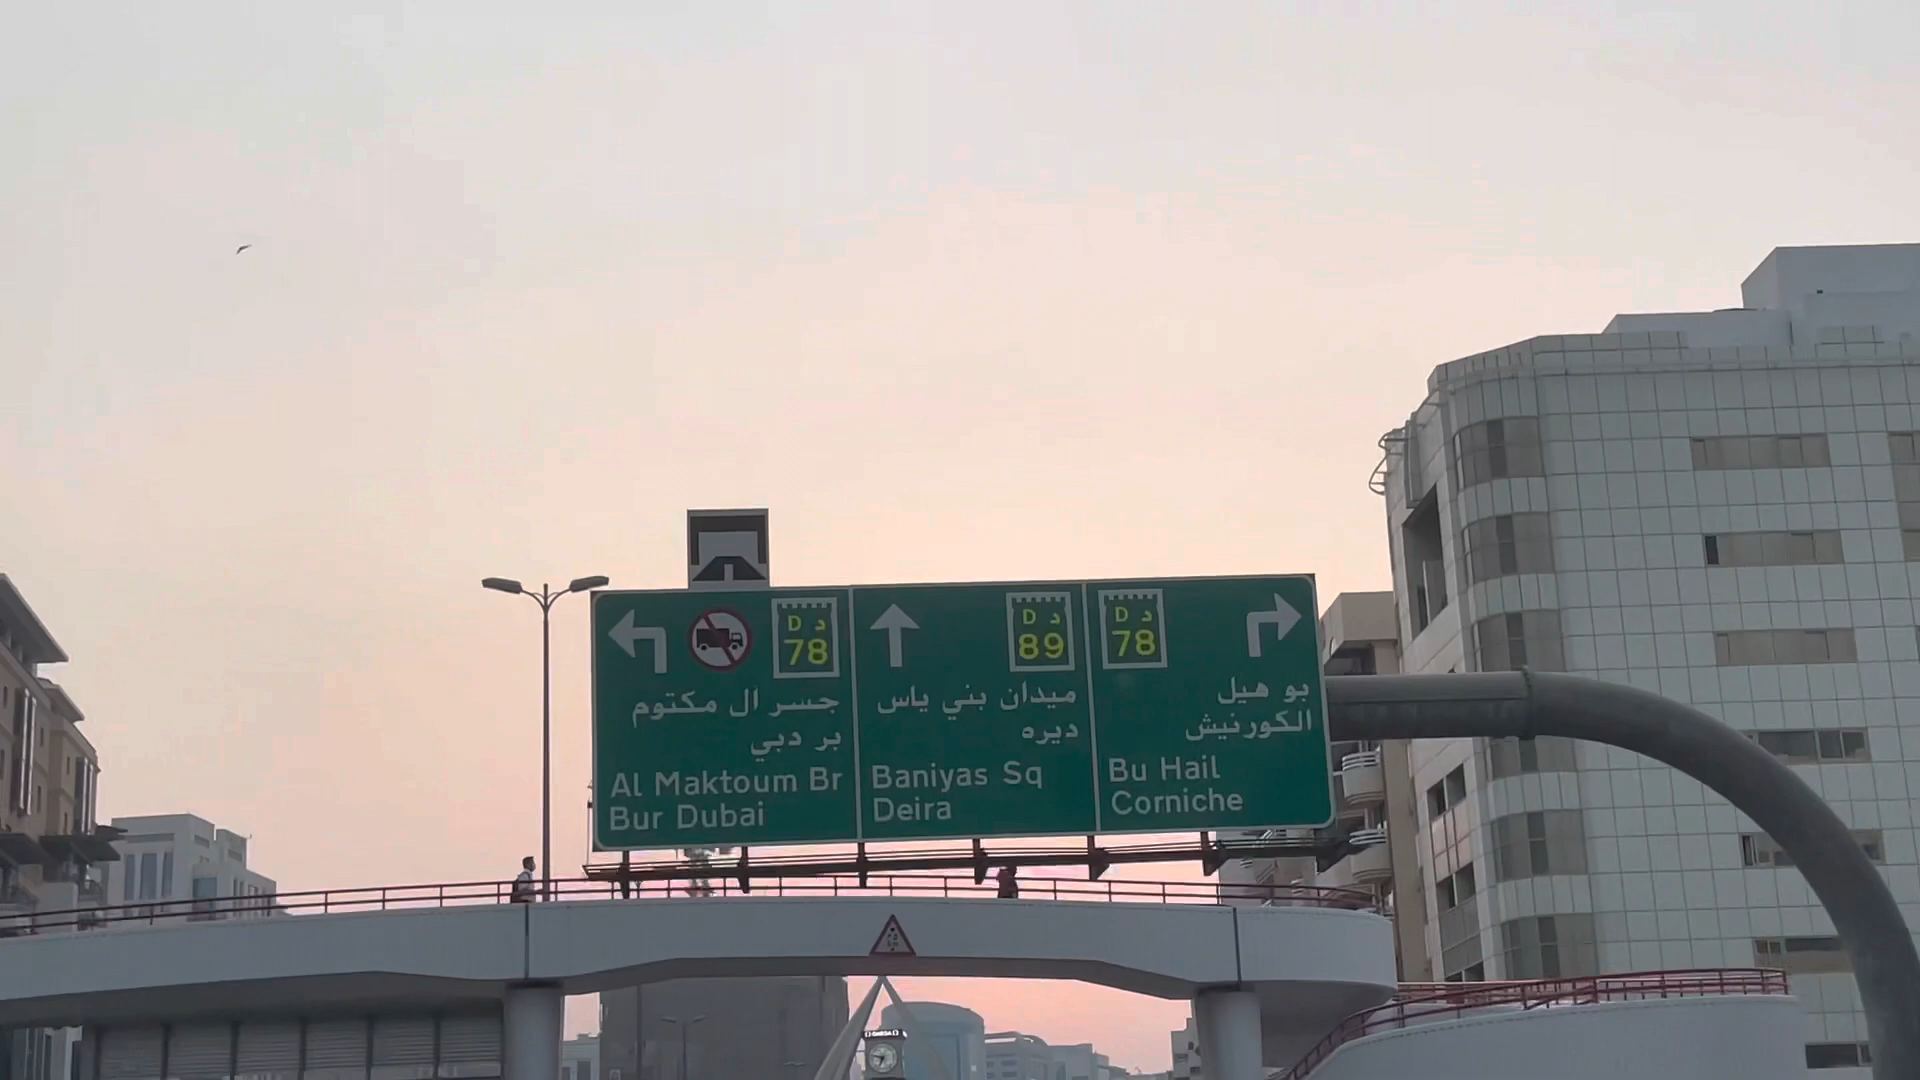 D د
78
جسر ال مكتوم
بر دبي
Al Maktoum Br
Bur Dubai
D د
89
ميدان بني ياس
ديره
Baniyas Sq
Deira
D د
78
بو هيل
الكورنيش
Bu Hail
Corniche